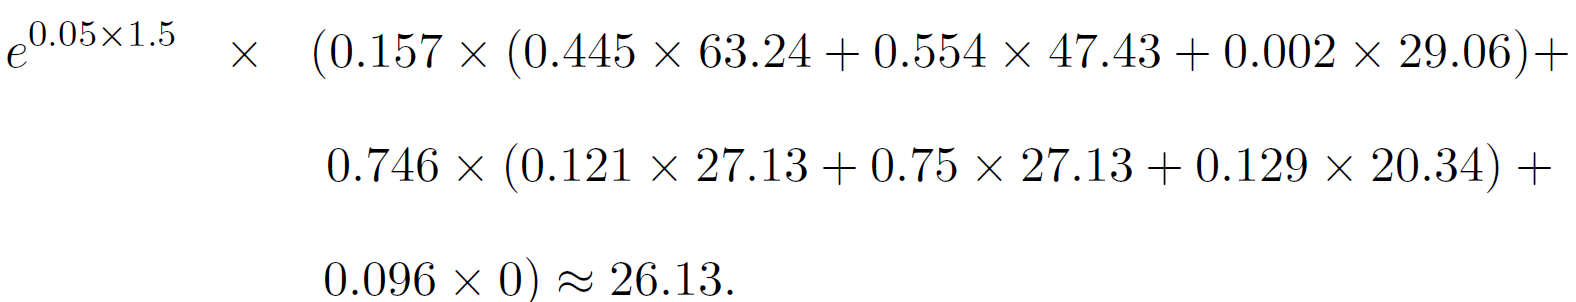 e^{0.05×1.5} × (0.157 × (0.445 × 63.24 + 0.554 × 47.43 + 0.002 × 29.06)+
0.746 × (0.121 × 27.13 + 0.75 × 27.13 + 0.129 × 20.34) +
0.096 × 0) ≈ 26.13.